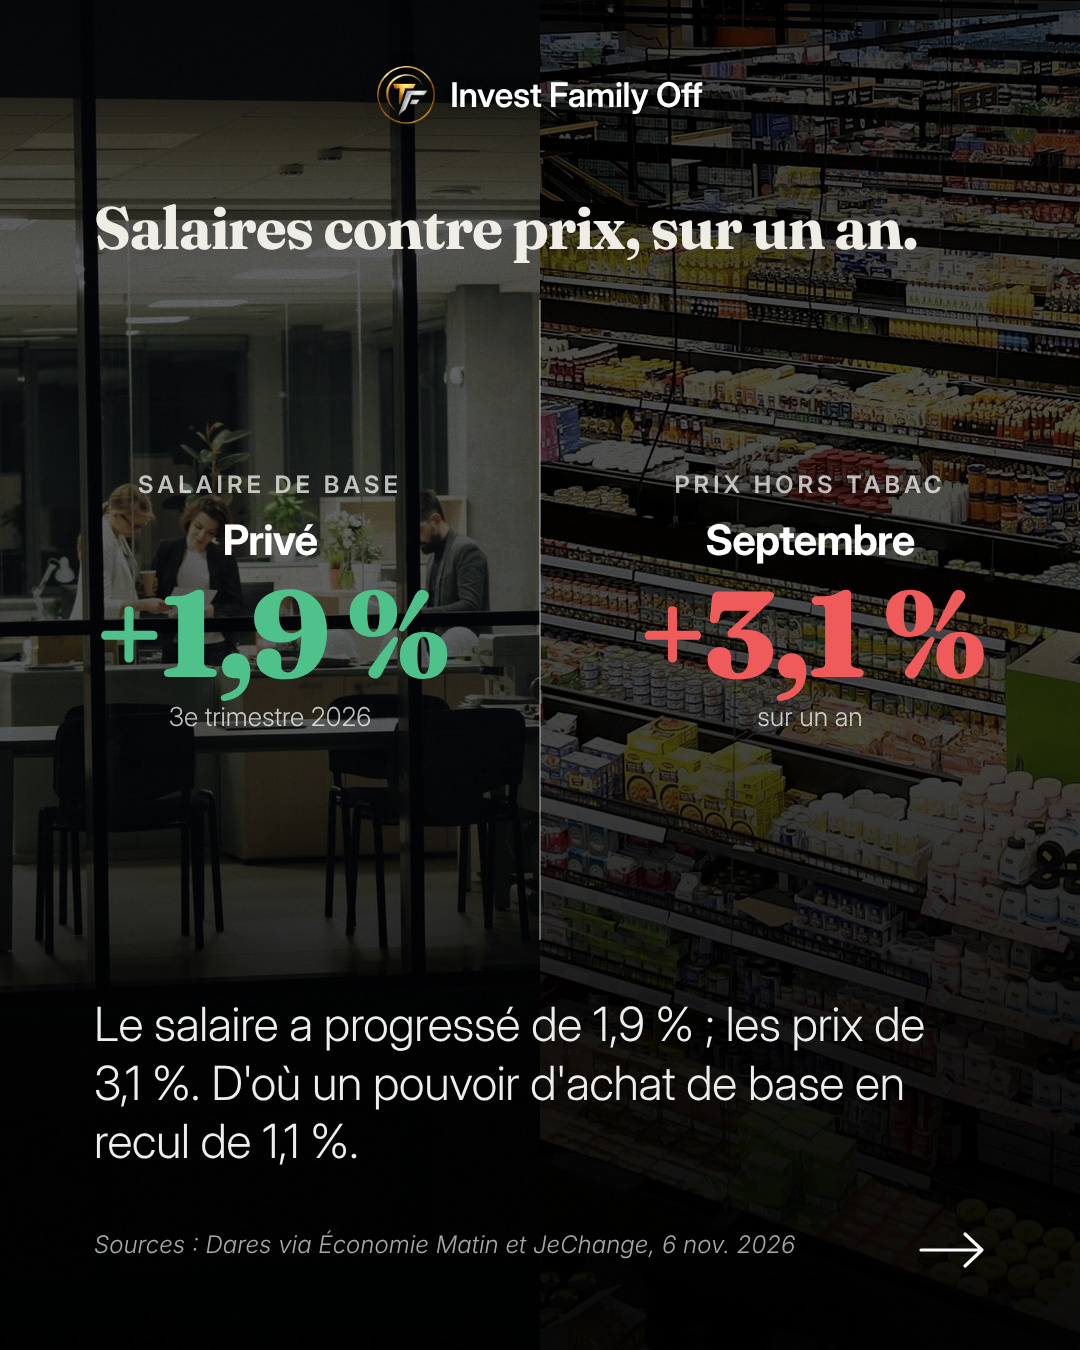 Invest Family Off
Salaires contre prix, sur un an.
SALAIRE DE BASE
Privé
+1,9 %
3e trimestre 2026
PRIX HORS TABAC
Septembre
+3,1 %
sur un an
Le salaire a progressé de 1,9 % ; les prix de
3,1 %. D'où un pouvoir d'achat de base en
recul de 1,1 %.
Sources : Dares via Économie Matin et JeChange, 6 nov. 2026